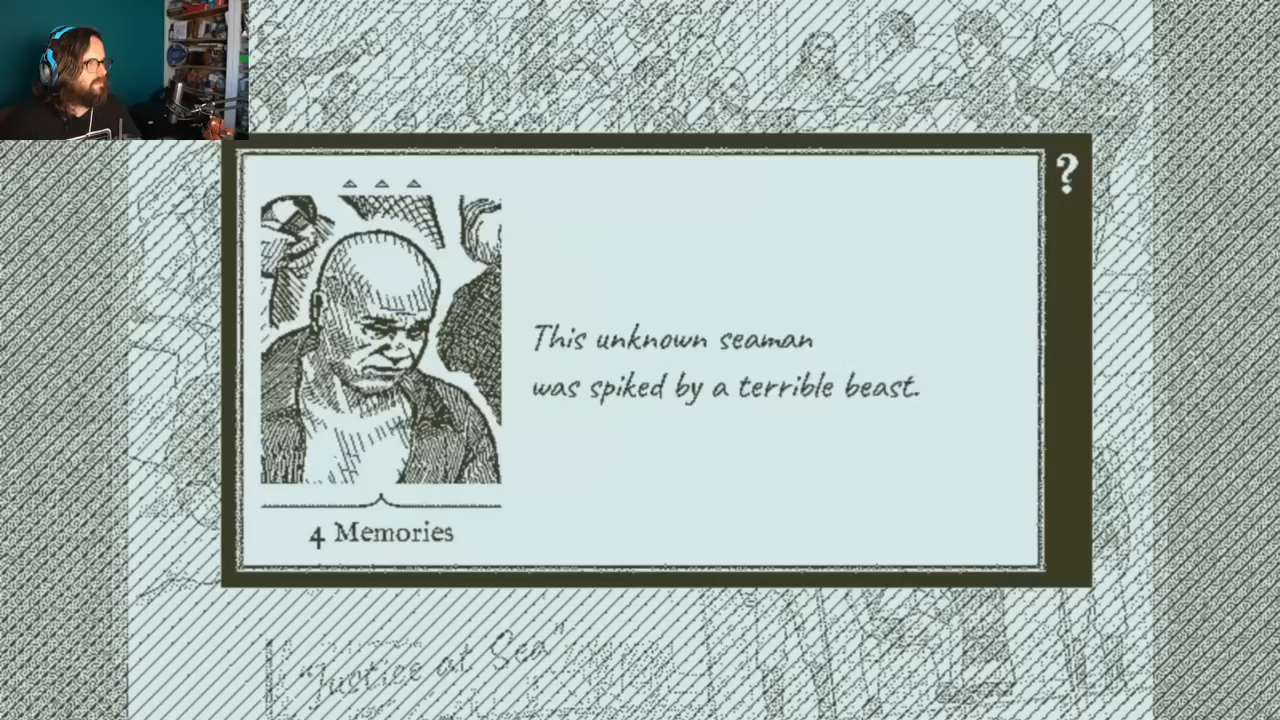 ?
This unknown seaman
was spiked by a terrible beast.
4 Memories
"Justice at Sea"